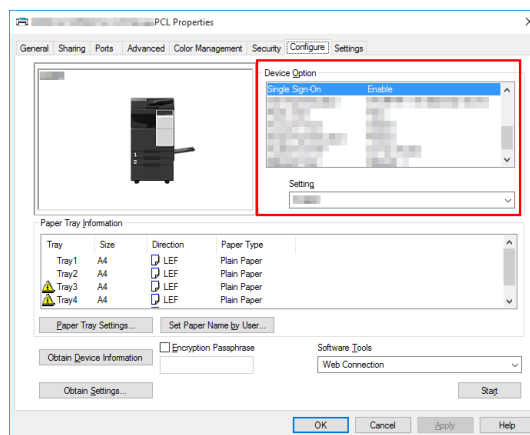 PCL Properties
General Sharing Ports Advanced Color Management Security Configure Settings
Device Option
Single Sign-On Enable
Setting
Paper Tray Information
Tray Size Direction Paper Type
Tray1 A4 LEF Plain Paper
Tray2 A4 LEF Plain Paper
Tray3 A4 LEF Plain Paper
Tray4 A4 LEF Plain Paper
Paper Tray Settings... Set Paper Name by User...
Obtain Device Information Encryption Passphrase Software Tools
Web Connection
Obtain Settings... Start
OK Cancel Apply Help